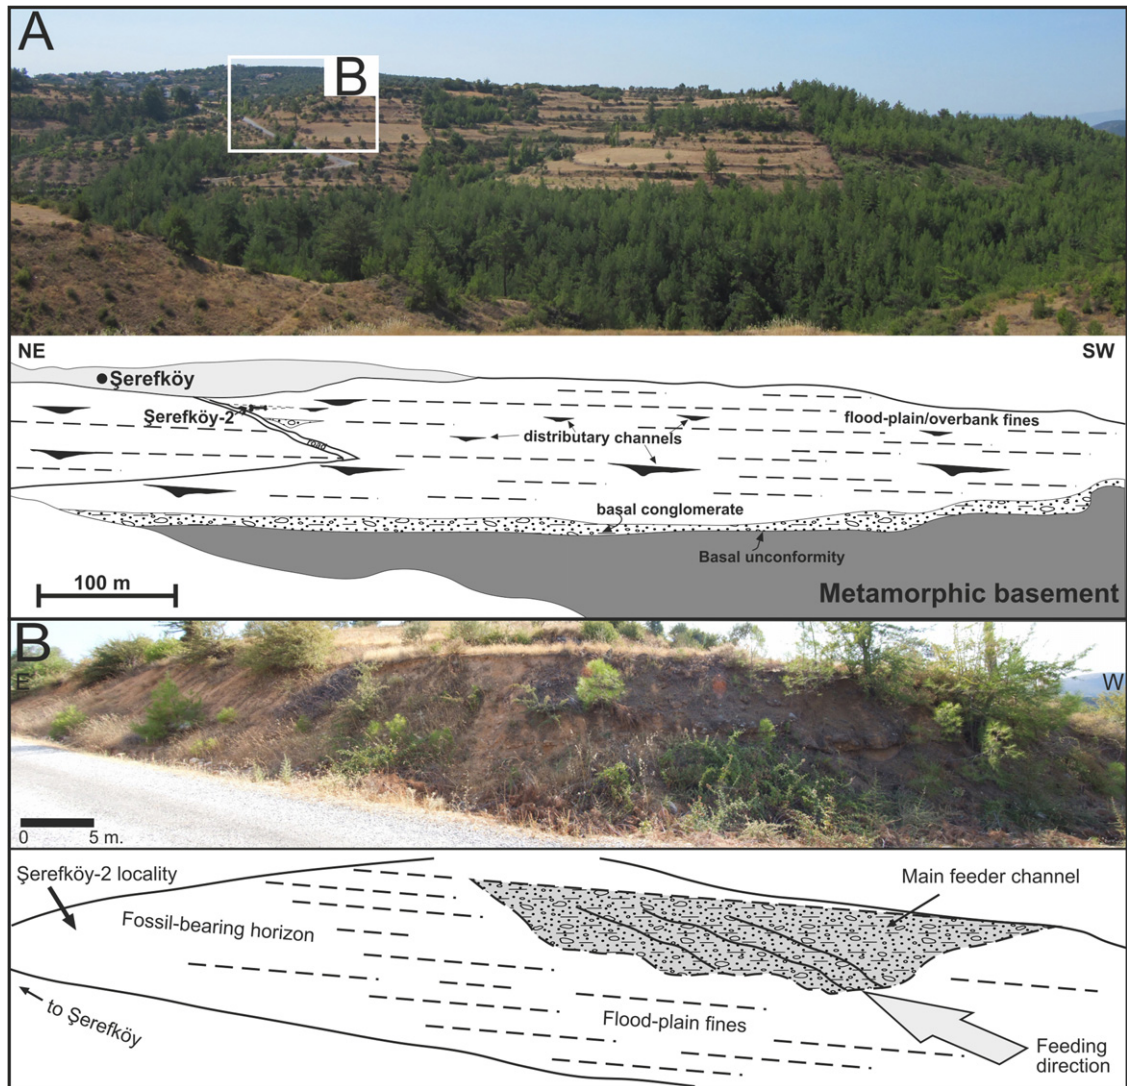 A
B
NE
SW
Şerefköy
Şerefköy-2
road
flood-plain/overbank fines
distributary channels
basal conglomerate
Basal unconformity
100 m
Metamorphic basement
B
E
W
0 5 m.
Şerefköy-2 locality
Main feeder channel
Fossil-bearing horizon
to Şerefköy
Flood-plain fines
Feeding
direction